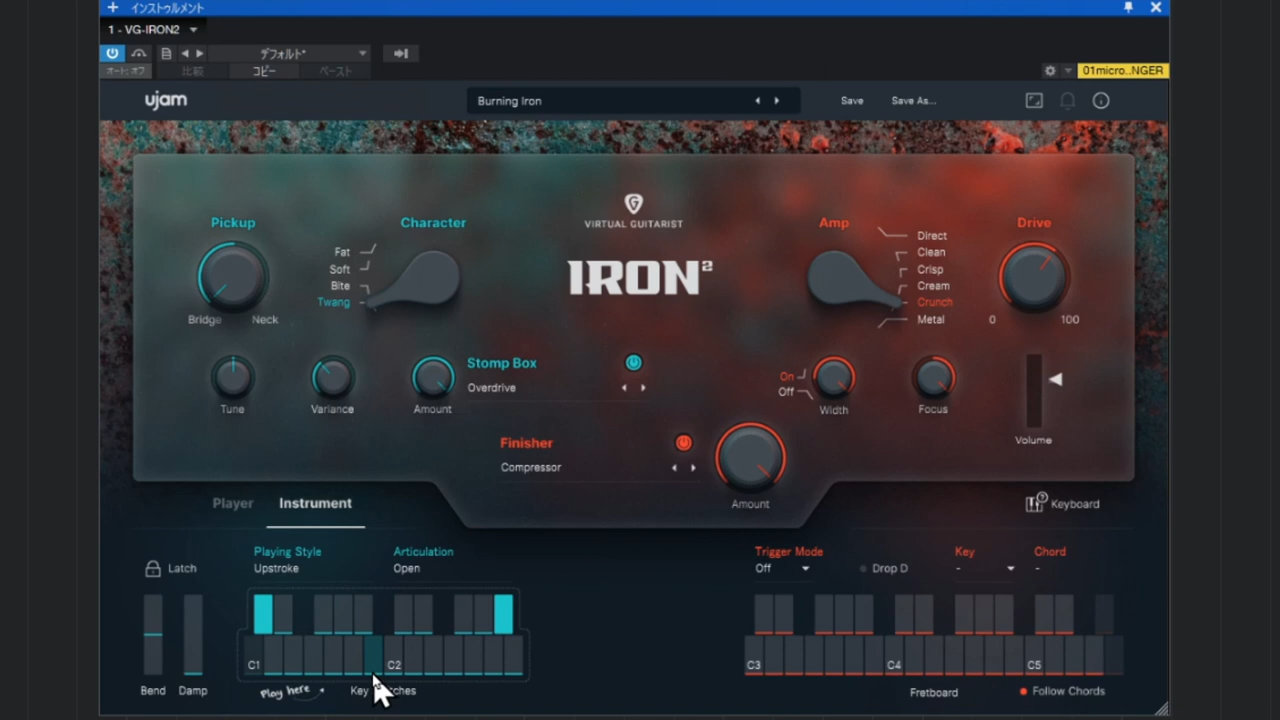 インストゥルメント
1 - VG-IRON2
デフォルト*
オート: オフ 比較 コピー ペースト
01micro..NGER
ujam
Burning Iron
Save Save As...
VIRTUAL GUITARIST
IRON²
Pickup
Bridge Neck
Character
Fat
Soft
Bite
Twang
Amp
Direct
Clean
Crisp
Cream
Crunch
Metal
Drive
0 100
Tune
Variance
Amount
Stomp Box
Overdrive
On
Off
Width
Focus
Volume
Finisher
Compressor
Amount
Player Instrument
Keyboard
Latch
Playing Style
Upstroke
Articulation
Open
Trigger Mode
Off
Drop D
Key
-
Chord
-
C1 C2
C3 C4 C5
Bend Damp
Play here
Fretboard
Follow Chords